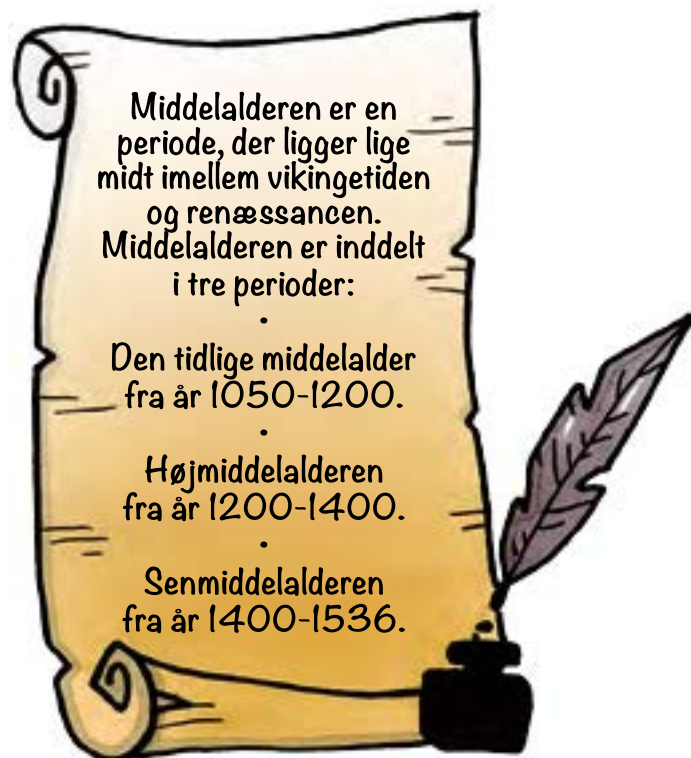 Middelalderen er en
periode, der ligger lige
midt imellem vikingetiden
og renæssancen.
Middelalderen er inddelt
i tre perioder:
·
Den tidlige middelalder
fra år 1050-1200.
·
Højmiddelalderen
fra år 1200-1400.
·
Senmiddelalderen
fra år 1400-1536.